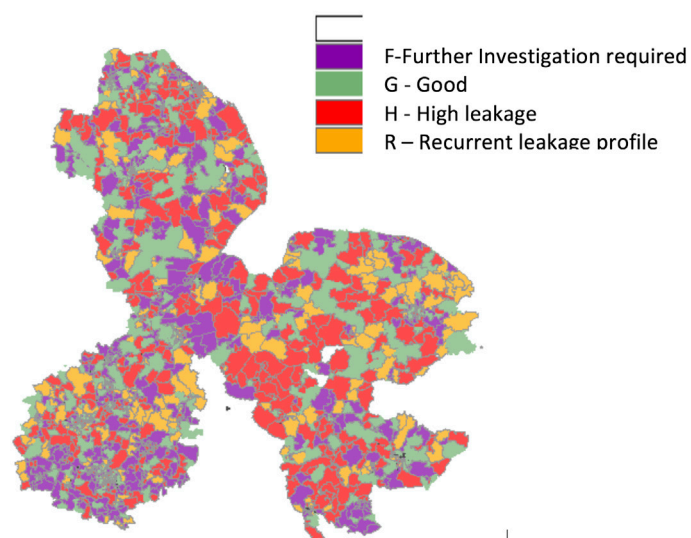 F-Further Investigation required
G - Good
H - High leakage
R – Recurrent leakage profile